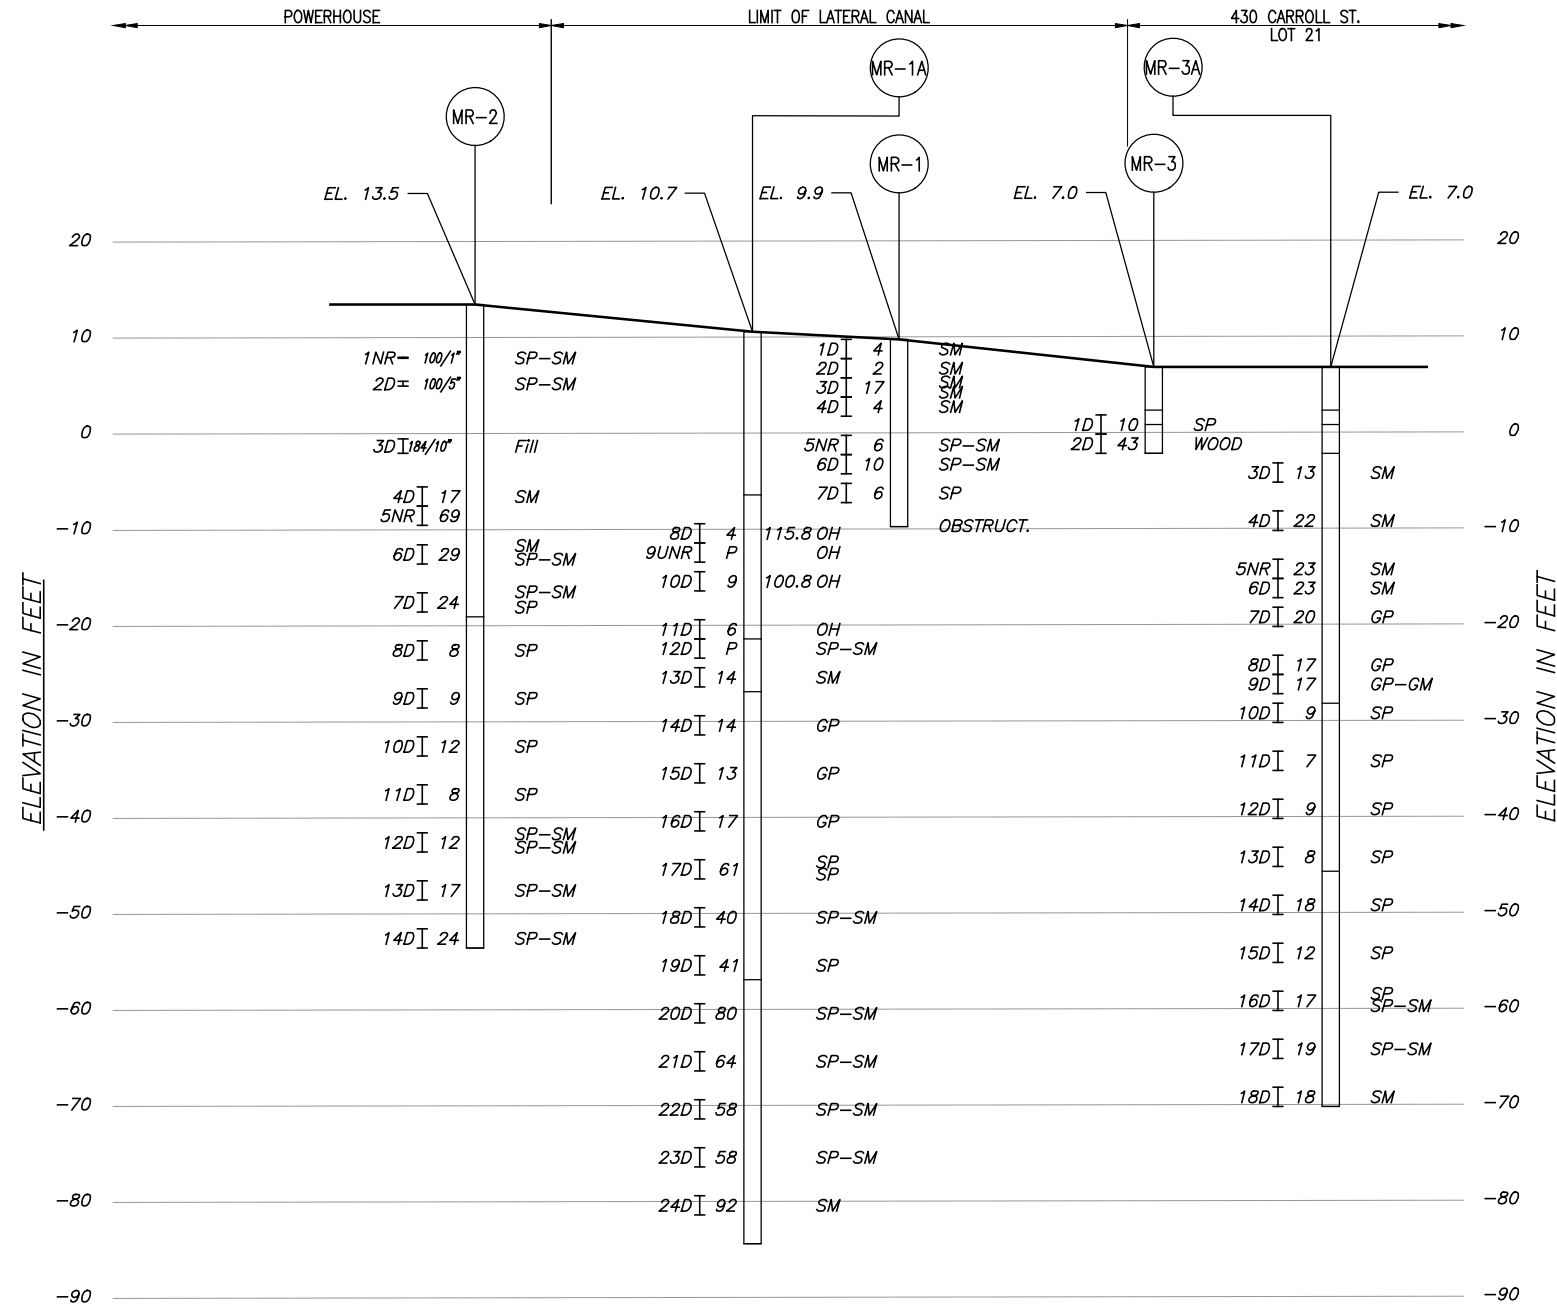 POWERHOUSE
LIMIT OF LATERAL CANAL
430 CARROLL ST.
LOT 21
MR-1A
MR-3A
MR-2
MR-1
MR-3
EL. 13.5
EL. 10.7
EL. 9.9
EL. 7.0
EL. 7.0
ELEVATION IN FEET
20
10
0
-10
-20
-30
-40
-50
-60
-70
-80
-90
1NR 100/1" SP-SM
2D 100/5" SP-SM
3D 184/10" Fill
4D 17 SM
5NR 69
6D 29 SM
SP-SM
7D 24 SP-SM
SP
8D 8 SP
9D 9 SP
10D 12 SP
11D 8 SP
12D 12 SP-SM
SP-SM
13D 17 SP-SM
14D 24 SP-SM
8D 4 115.8 OH
9UNR P OH
10D 9 100.8 OH
11D 6 OH
12D P SP-SM
13D 14 SM
14D 14 GP
15D 13 GP
16D 17 GP
17D 61 SP
SP
18D 40 SP-SM
19D 41 SP
20D 80 SP-SM
21D 64 SP-SM
22D 58 SP-SM
23D 58 SP-SM
24D 92 SM
1D 4 SM
2D 2 SM
3D 17 SM
SM
4D 4 SM
5NR 6 SP-SM
6D 10 SP-SM
7D 6 SP
OBSTRUCT.
1D 10 SP
2D 43 WOOD
3D 13 SM
4D 22 SM
5NR 23 SM
6D 23 SM
7D 20 GP
8D 17 GP
9D 17 GP-GM
10D 9 SP
11D 7 SP
12D 9 SP
13D 8 SP
14D 18 SP
15D 12 SP
16D 17 SP
SP-SM
17D 19 SP-SM
18D 18 SM
20
10
0
-10
-20
-30
-40
-50
-60
-70
-80
-90
ELEVATION IN FEET